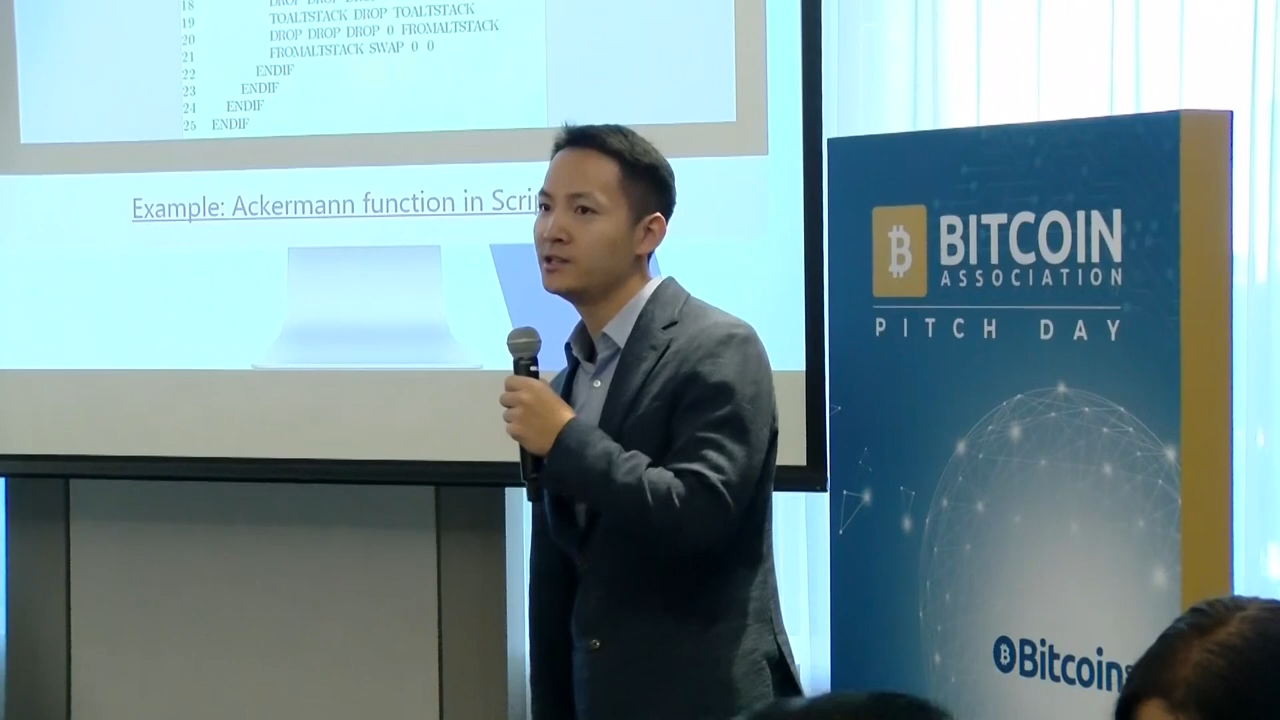 18 DROP DROP
19 TOALTSTACK DROP TOALTSTACK
20 DROP DROP DROP 0 FROMALTSTACK
21 FROMALTSTACK SWAP 0 0
22 ENDIF
23 ENDIF
24 ENDIF
25 ENDIF
Example: Ackermann function in Scri
BITCOIN
ASSOCIATION
PITCH DAY
Bitcoin